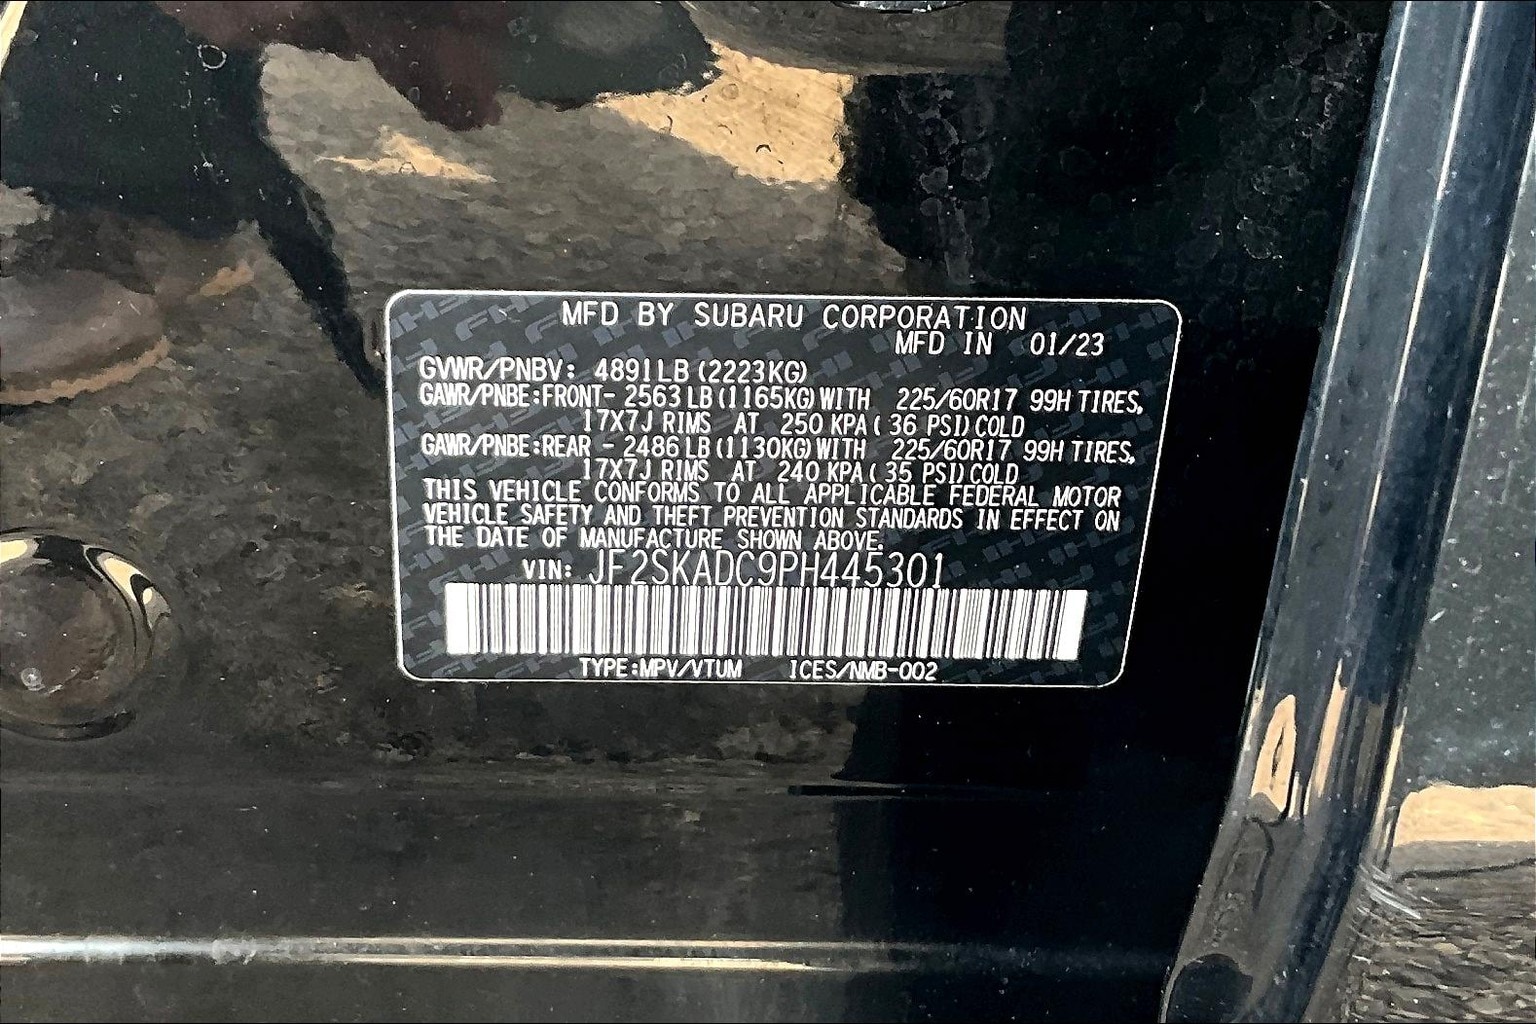 MFD BY SUBARU CORPORATION
MFD IN 01/23
GVWR/PNBV: 4891LB (2223KG)
GAWR/PNBE:FRONT- 2563LB(1165KG)WITH 225/60R17 99H TIRES,
17X7J RIMS AT 250 KPA( 36 PSI)COLD
GAWR/PNBE:REAR - 2486LB(1130KG)WITH 225/60R17 99H TIRES,
17X7J RIMS AT 240 KPA( 35 PSI)COLD
THIS VEHICLE CONFORMS TO ALL APPLICABLE FEDERAL MOTOR
VEHICLE SAFETY AND THEFT PREVENTION STANDARDS IN EFFECT ON
THE DATE OF MANUFACTURE SHOWN ABOVE.
VIN: JF2SKADC9PH445301
TYPE:MPV/VTUM ICES/NMB-002